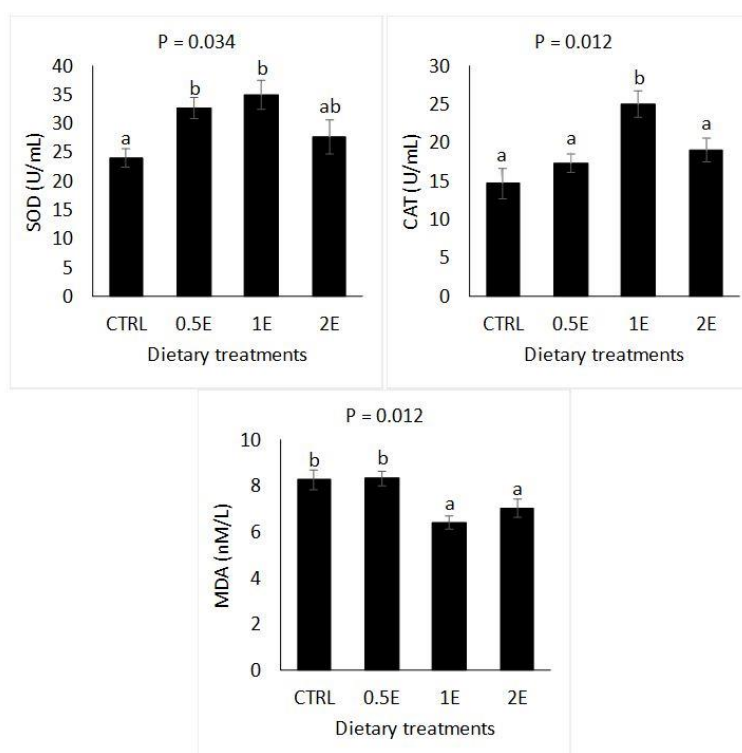 P = 0.034
40
35
30
25
20
15
10
5
0
SOD (U/mL)
a
b
b
ab
CTRL 0.5E 1E 2E
Dietary treatments
P = 0.012
30
25
20
15
10
5
0
CAT (U/mL)
a
a
b
a
CTRL 0.5E 1E 2E
Dietary treatments
P = 0.012
10
8
6
4
2
0
MDA (nM/L)
b
b
a
a
CTRL 0.5E 1E 2E
Dietary treatments